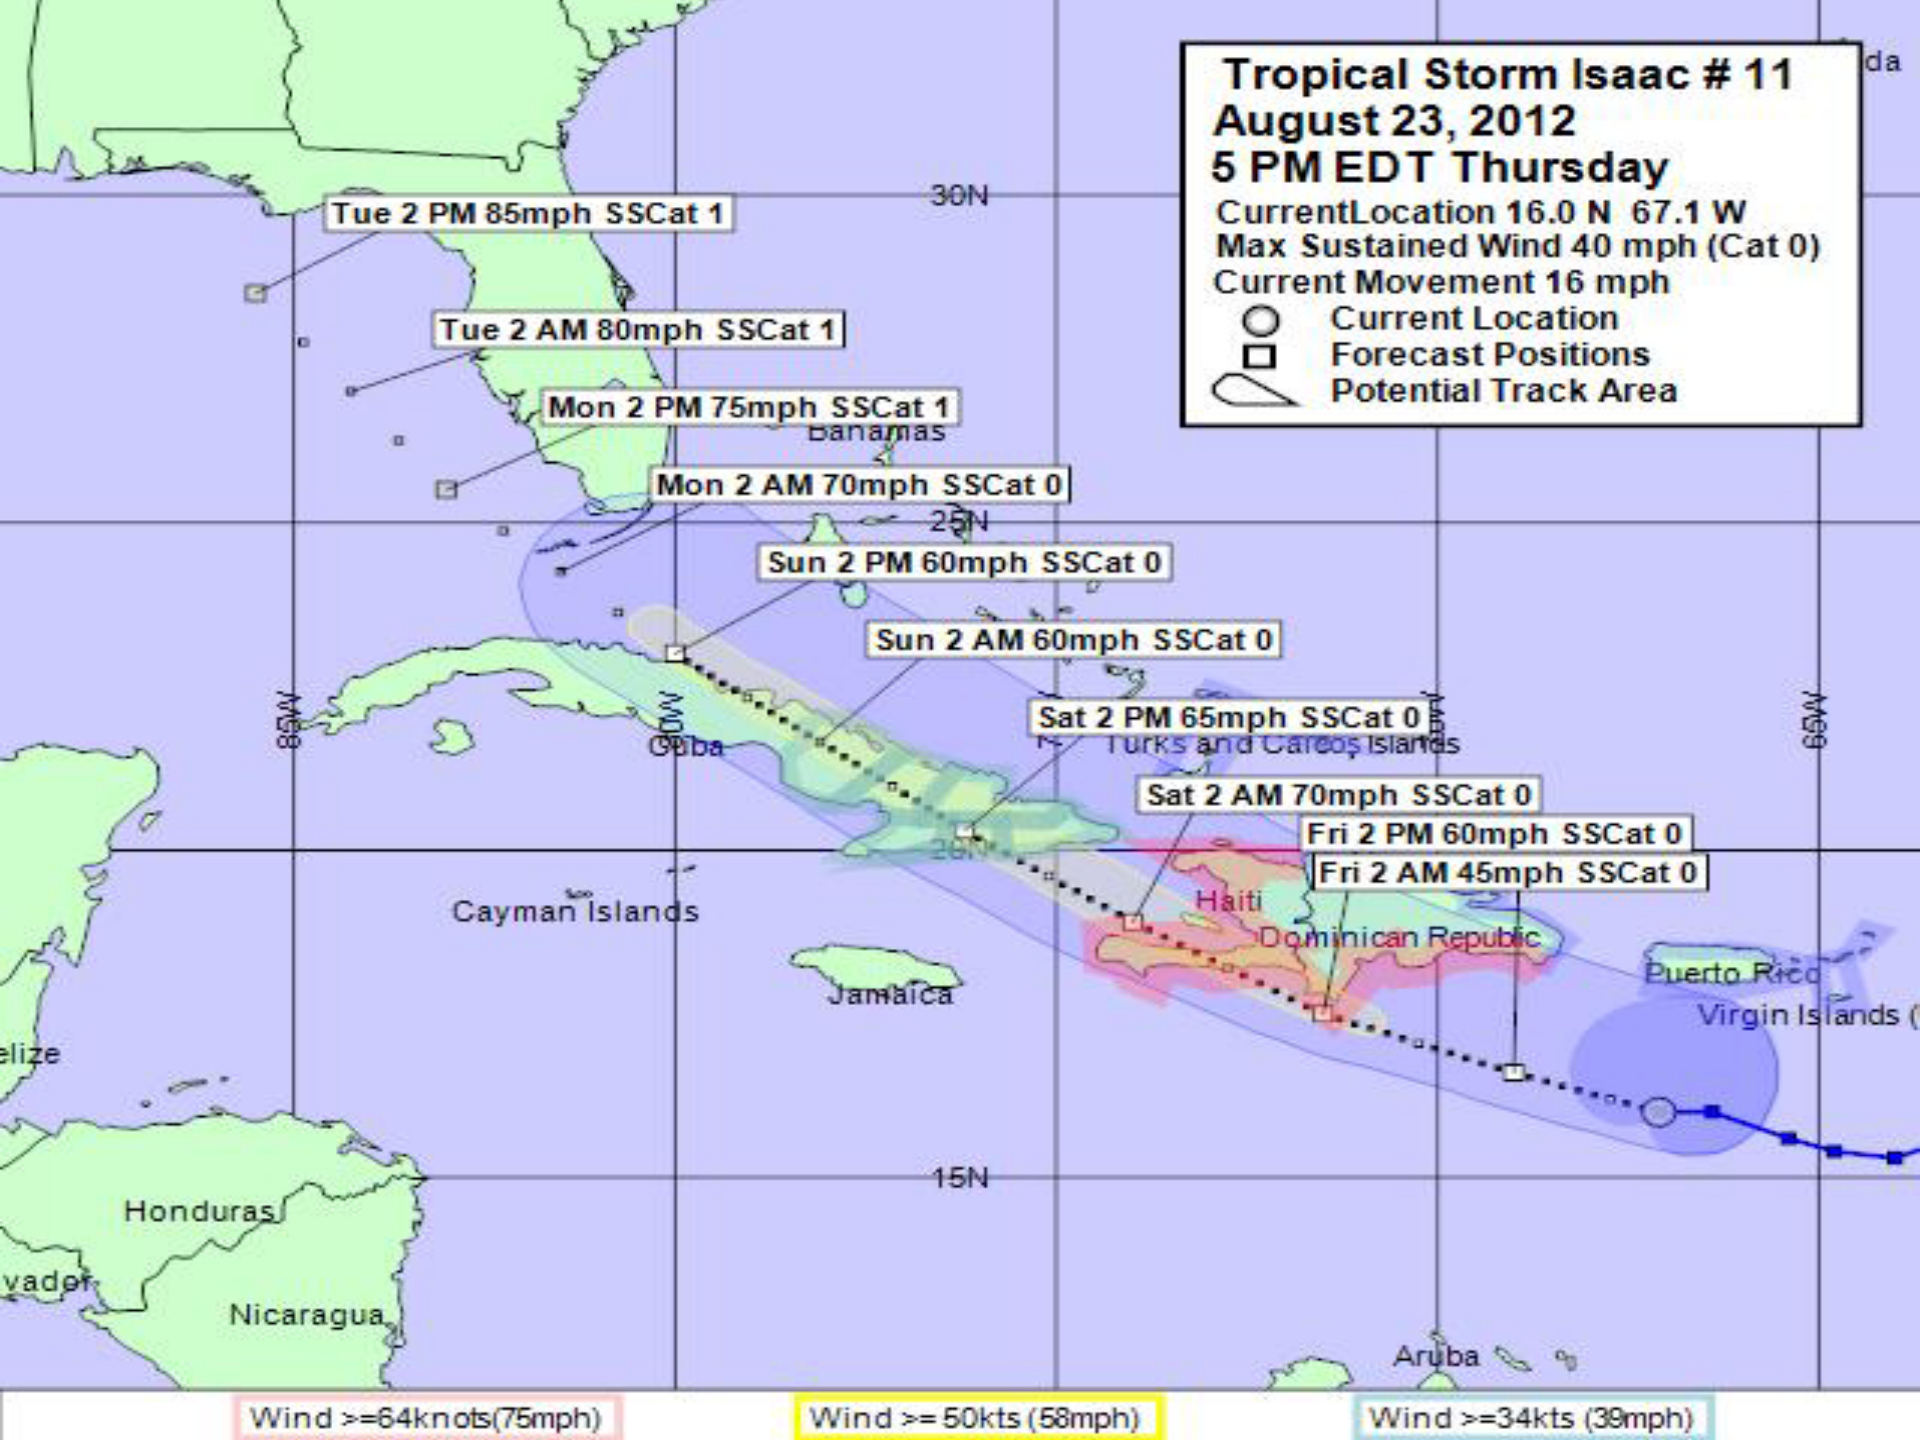 Tropical Storm Isaac # 11
August 23, 2012
5 PM EDT Thursday
CurrentLocation 16.0 N 67.1 W
Max Sustained Wind 40 mph (Cat 0)
Current Movement 16 mph
Current Location
Forecast Positions
Potential Track Area
da
30N
Tue 2 PM 85mph SSCat 1
Tue 2 AM 80mph SSCat 1
Mon 2 PM 75mph SSCat 1
Bahamas
Mon 2 AM 70mph SSCat 0
25N
Sun 2 PM 60mph SSCat 0
Sun 2 AM 60mph SSCat 0
Sat 2 PM 65mph SSCat 0
Cuba
Turks and Caicos Islands
Sat 2 AM 70mph SSCat 0
Fri 2 PM 60mph SSCat 0
20N
Fri 2 AM 45mph SSCat 0
Haiti
Cayman Islands
Dominican Republic
Puerto Rico
Jamaica
Virgin Islands (
elize
15N
Honduras
vador
Nicaragua
Aruba
Wind >=64knots(75mph)
Wind >= 50kts (58mph)
Wind >=34kts (39mph)